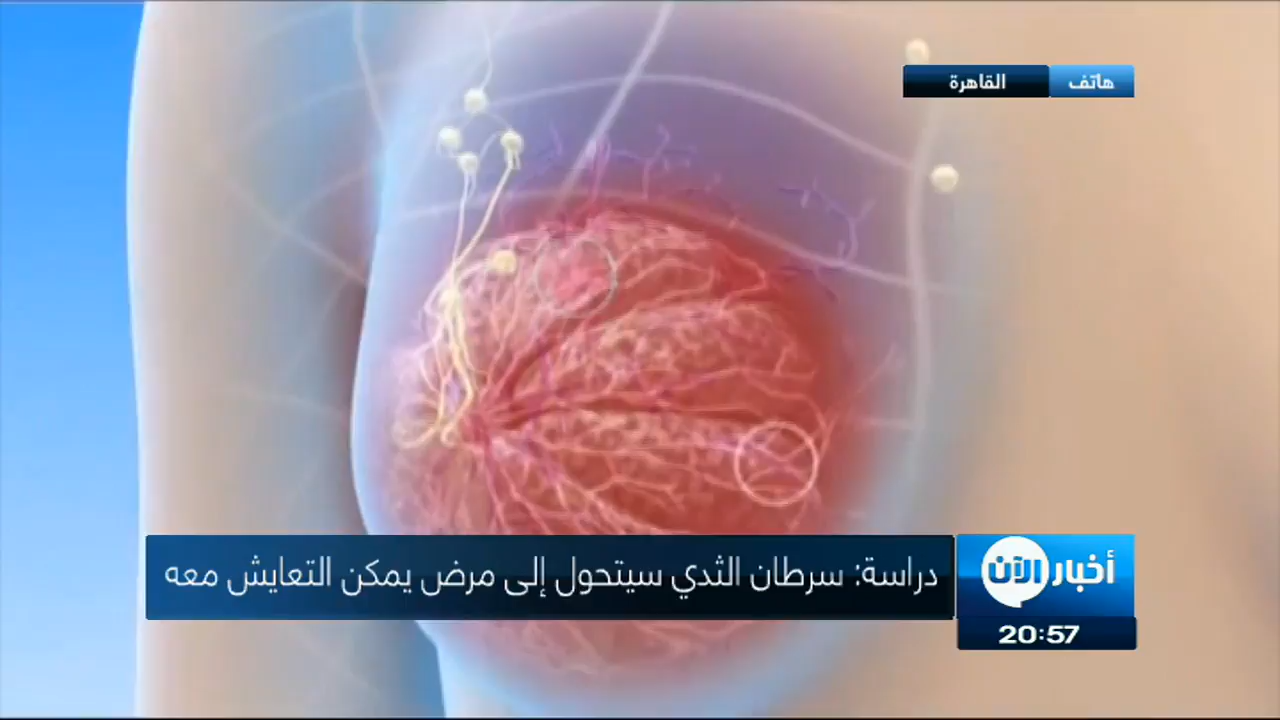 هاتف القاهرة
دراسة: سرطان الثدي سيتحول إلى مرض يمكن التعايش معه
أخبار الآن
20:57